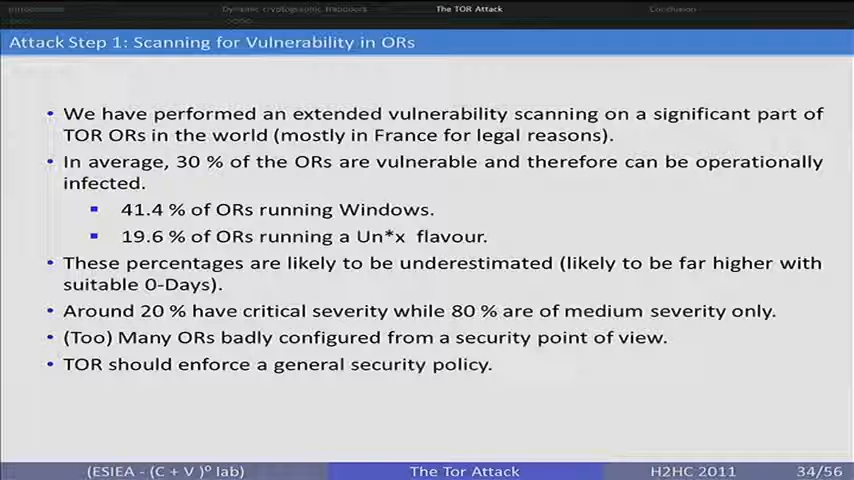 Introduction Dynamic cryptographic trapdoors The TOR Attack Conclusion
Attack Step 1: Scanning for Vulnerability in ORs
• We have performed an extended vulnerability scanning on a significant part of
TOR ORs in the world (mostly in France for legal reasons).
• In average, 30 % of the ORs are vulnerable and therefore can be operationally
infected.
▪ 41.4 % of ORs running Windows.
▪ 19.6 % of ORs running a Un*x flavour.
• These percentages are likely to be underestimated (likely to be far higher with
suitable 0-Days).
• Around 20 % have critical severity while 80 % are of medium severity only.
• (Too) Many ORs badly configured from a security point of view.
• TOR should enforce a general security policy.
(ESIEA - (C + V)º lab) The Tor Attack H2HC 2011 34/56